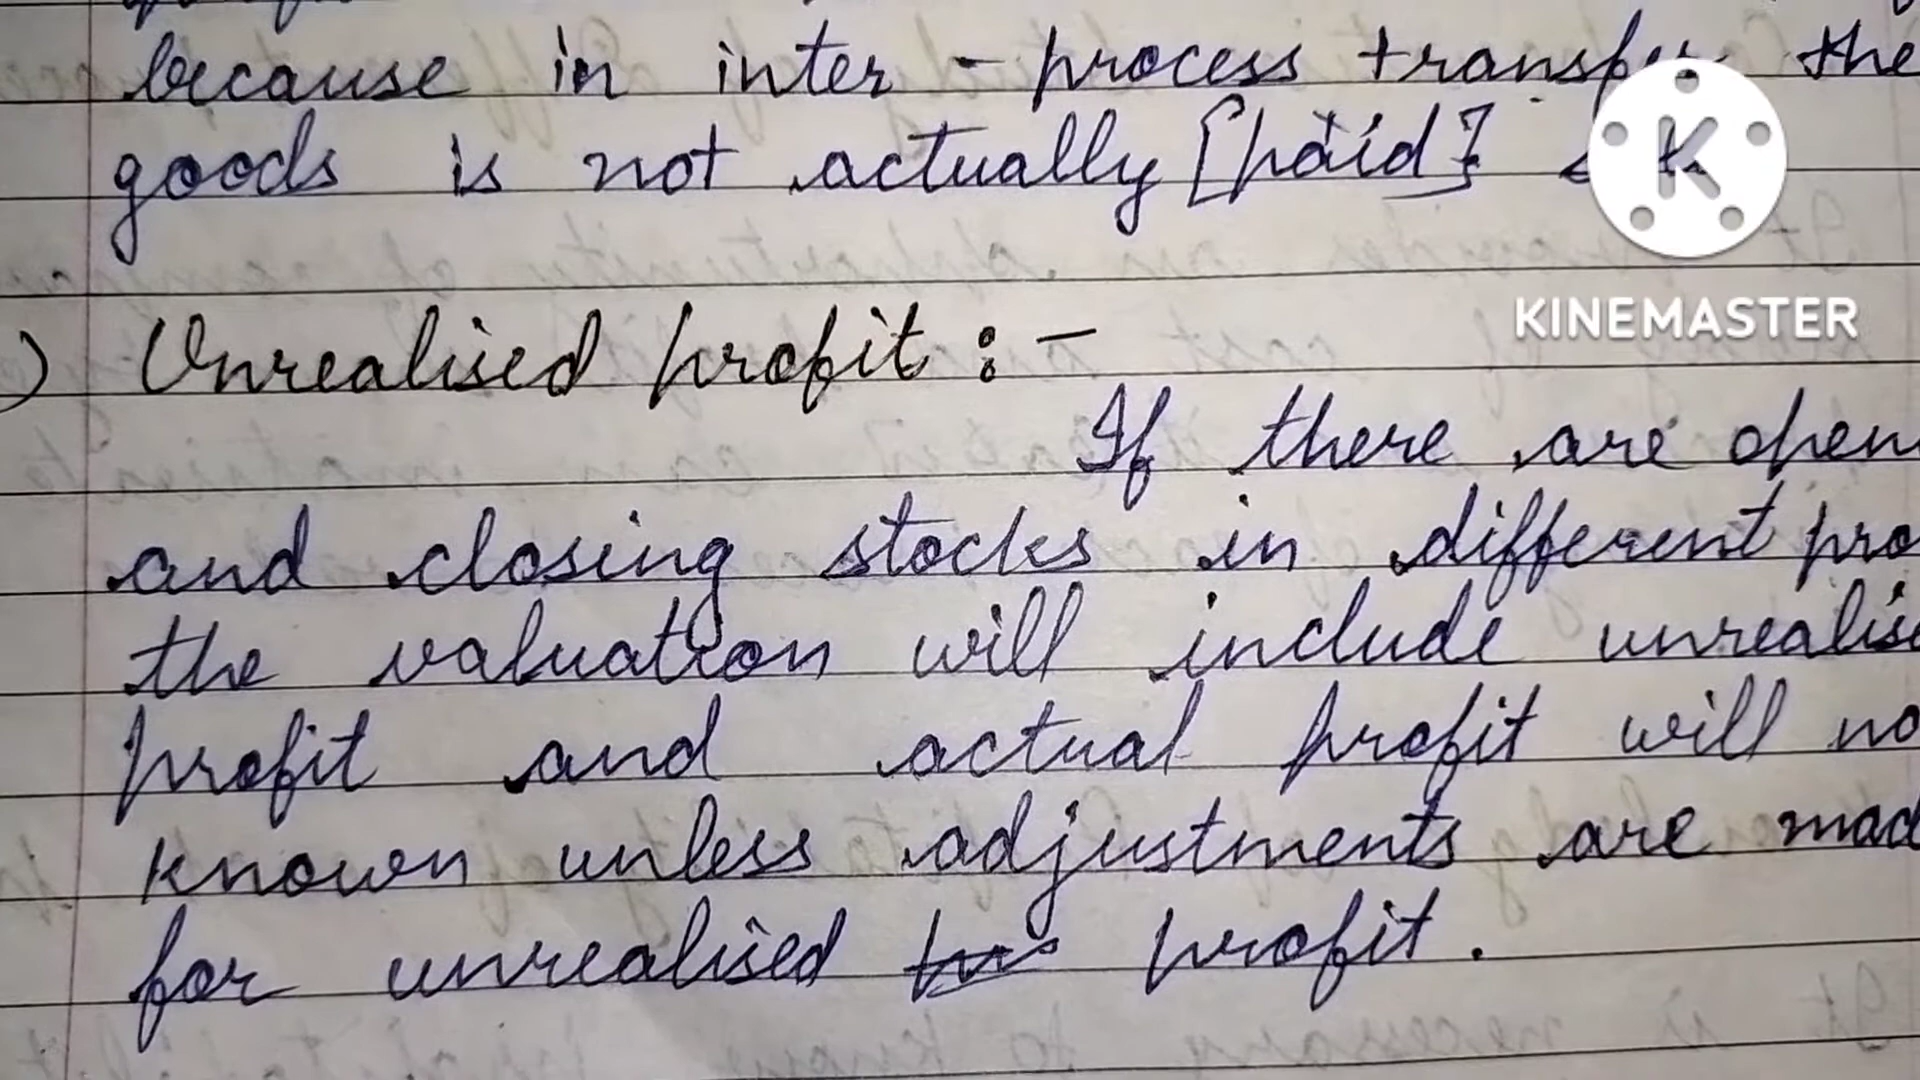 because in inter - process transfer the
goods is not actually [paid]
KINEMASTER
) Unrealised profit :-
If there are open
and closing stocks in different pro
the valuation will include unrealise
profit and actual profit will no
known unless adjustments are mad
for unrealised profit.